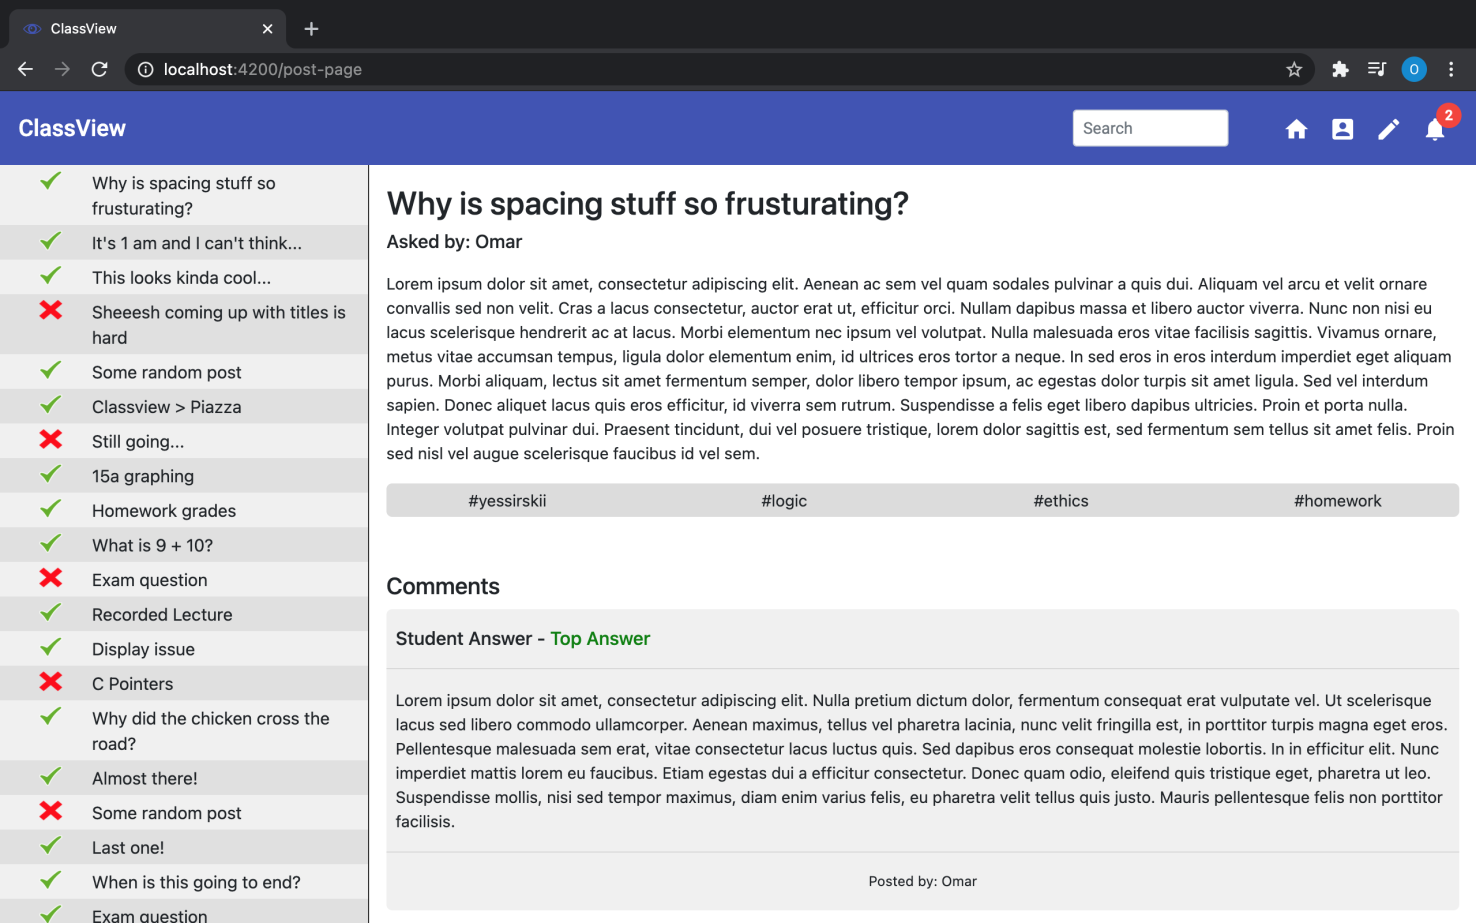 ClassView
localhost:4200/post-page
O
ClassView
Search
2
Why is spacing stuff so
frusturating?
It's 1 am and I can't think...
This looks kinda cool...
Sheeesh coming up with titles is
hard
Some random post
Classview > Piazza
Still going...
15a graphing
Homework grades
What is 9 + 10?
Exam question
Recorded Lecture
Display issue
C Pointers
Why did the chicken cross the
road?
Almost there!
Some random post
Last one!
When is this going to end?
Exam question
Why is spacing stuff so frusturating?
Asked by: Omar
Lorem ipsum dolor sit amet, consectetur adipiscing elit. Aenean ac sem vel quam sodales pulvinar a quis dui. Aliquam vel arcu et velit ornare
convallis sed non velit. Cras a lacus consectetur, auctor erat ut, efficitur orci. Nullam dapibus massa et libero auctor viverra. Nunc non nisi eu
lacus scelerisque hendrerit ac at lacus. Morbi elementum nec ipsum vel volutpat. Nulla malesuada eros vitae facilisis sagittis. Vivamus ornare,
metus vitae accumsan tempus, ligula dolor elementum enim, id ultrices eros tortor a neque. In sed eros in eros interdum imperdiet eget aliquam
purus. Morbi aliquam, lectus sit amet fermentum semper, dolor libero tempor ipsum, ac egestas dolor turpis sit amet ligula. Sed vel interdum
sapien. Donec aliquet lacus quis eros efficitur, id viverra sem rutrum. Suspendisse a felis eget libero dapibus ultricies. Proin et porta nulla.
Integer volutpat pulvinar dui. Praesent tincidunt, dui vel posuere tristique, lorem dolor sagittis est, sed fermentum sem tellus sit amet felis. Proin
sed nisl vel augue scelerisque faucibus id vel sem.
#yessirskii #logic #ethics #homework
Comments
Student Answer - Top Answer
Lorem ipsum dolor sit amet, consectetur adipiscing elit. Nulla pretium dictum dolor, fermentum consequat erat vulputate vel. Ut scelerisque
lacus sed libero commodo ullamcorper. Aenean maximus, tellus vel pharetra lacinia, nunc velit fringilla est, in porttitor turpis magna eget eros.
Pellentesque malesuada sem erat, vitae consectetur lacus luctus quis. Sed dapibus eros consequat molestie lobortis. In in efficitur elit. Nunc
imperdiet mattis lorem eu faucibus. Etiam egestas dui a efficitur consectetur. Donec quam odio, eleifend quis tristique eget, pharetra ut leo.
Suspendisse mollis, nisi sed tempor maximus, diam enim varius felis, eu pharetra velit tellus quis justo. Mauris pellentesque felis non porttitor
facilisis.
Posted by: Omar